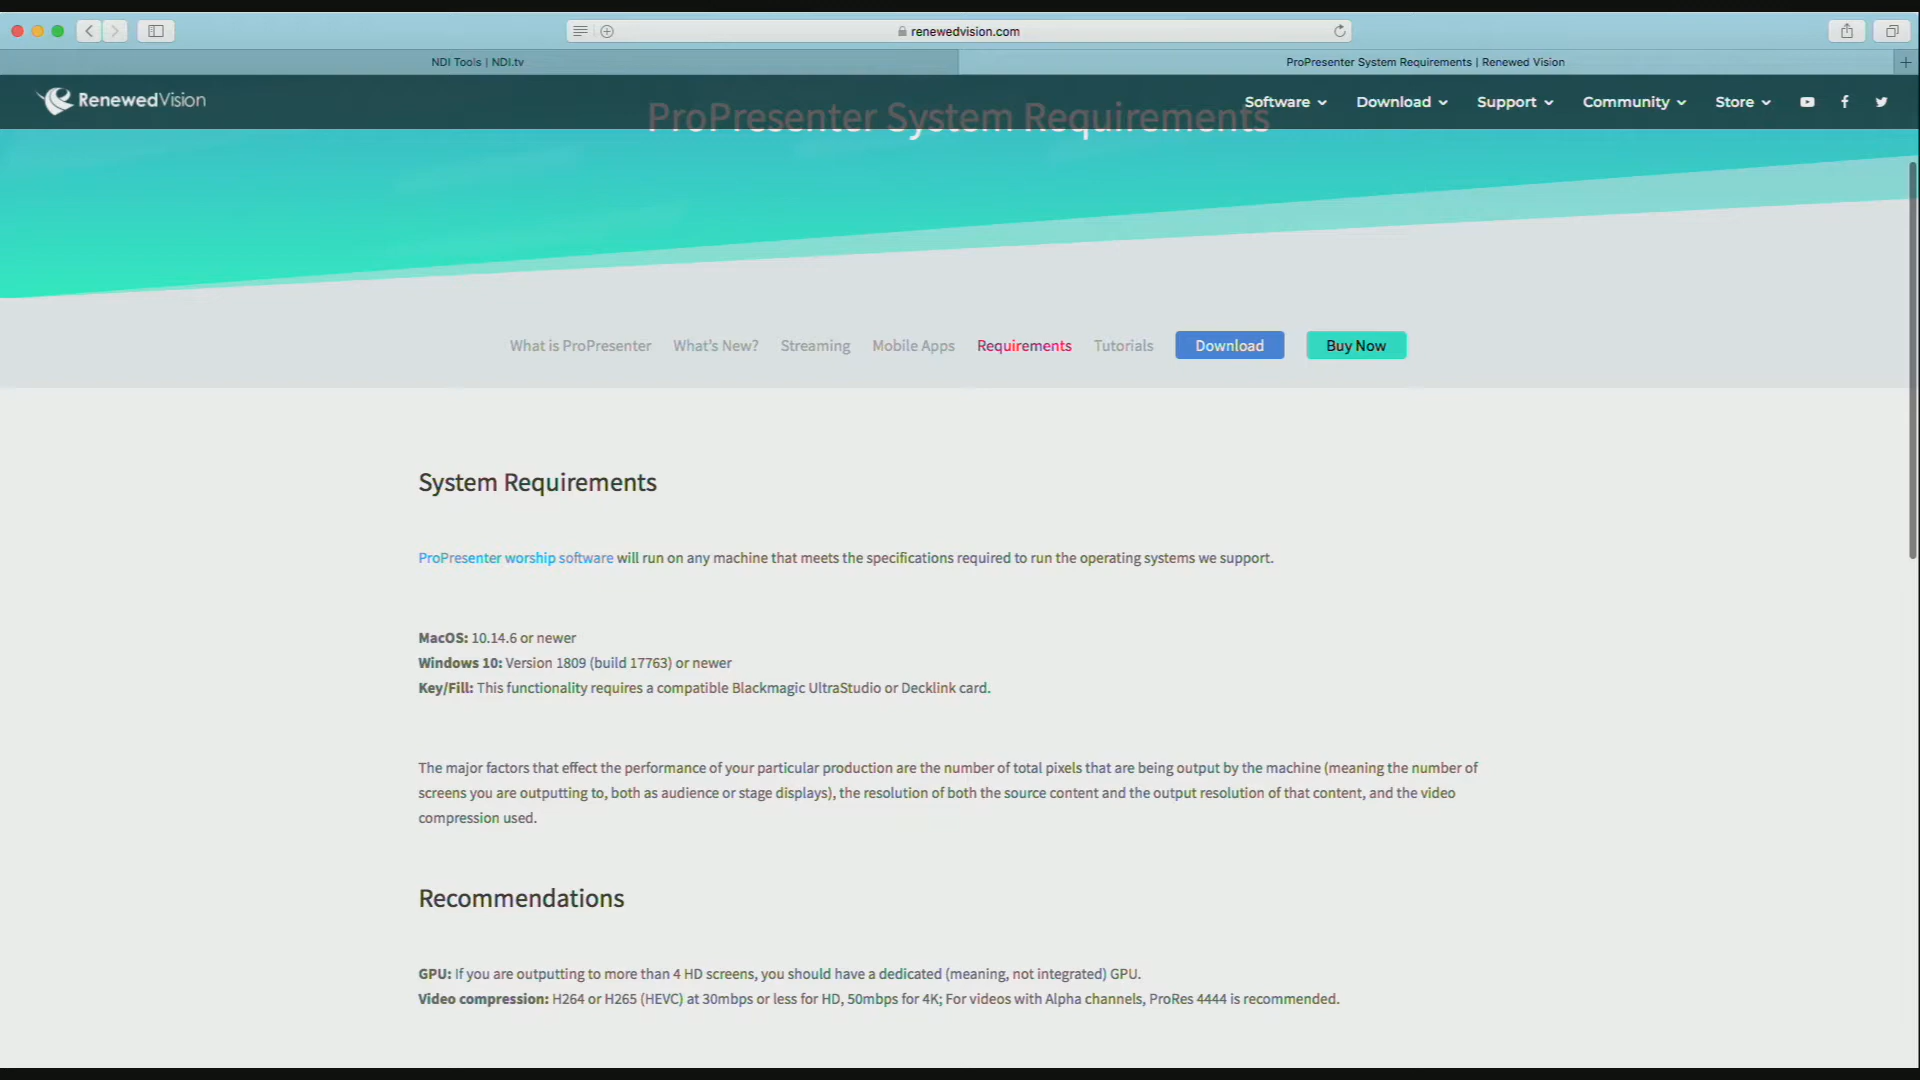 renewedvision.com
NDI Tools | NDI.tv
ProPresenter System Requirements | Renewed Vision
RenewedVision
ProPresenter System Requirements
Software
Download
Support
Community
Store
What is ProPresenter
What's New?
Streaming
Mobile Apps
Requirements
Tutorials
Download
Buy Now
System Requirements
ProPresenter worship software will run on any machine that meets the specifications required to run the operating systems we support.
MacOS: 10.14.6 or newer
Windows 10: Version 1809 (build 17763) or newer
Key/Fill: This functionality requires a compatible Blackmagic UltraStudio or Decklink card.
The major factors that effect the performance of your particular production are the number of total pixels that are being output by the machine (meaning the number of
screens you are outputting to, both as audience or stage displays), the resolution of both the source content and the output resolution of that content, and the video
compression used.
Recommendations
GPU: If you are outputting to more than 4 HD screens, you should have a dedicated (meaning, not integrated) GPU.
Video compression: H264 or H265 (HEVC) at 30mbps or less for HD, 50mbps for 4K; For videos with Alpha channels, ProRes 4444 is recommended.